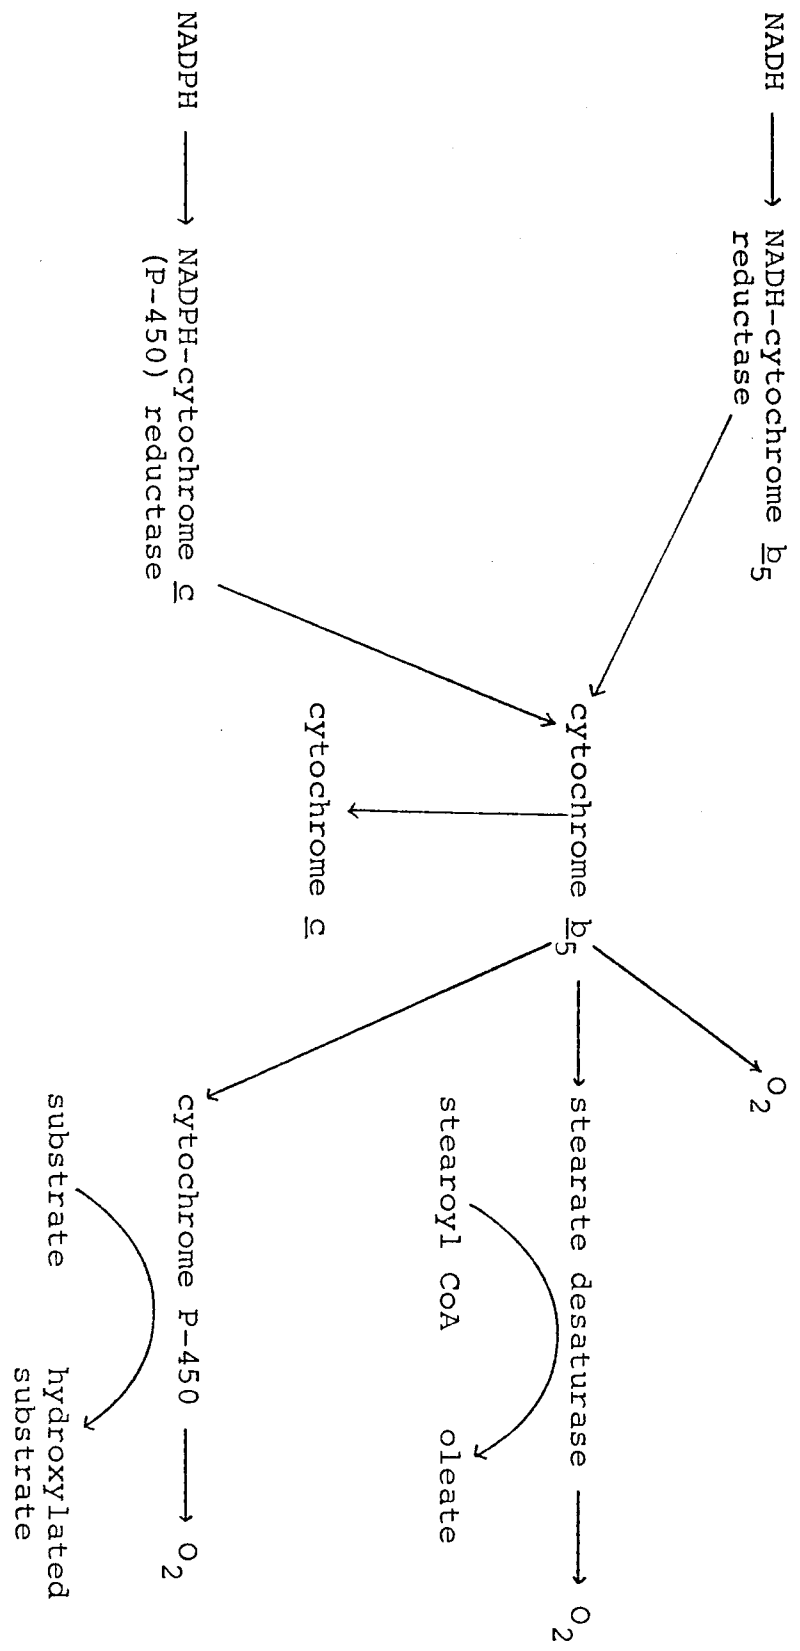 NADH
NADH-cytochrome b5
reductase
O2
cytochrome b5
stearate desaturase
O2
stearoyl CoA
oleate
cytochrome c
NADPH
NADPH-cytochrome c
(P-450) reductase
cytochrome P-450
O2
substrate
hydroxylated
substrate